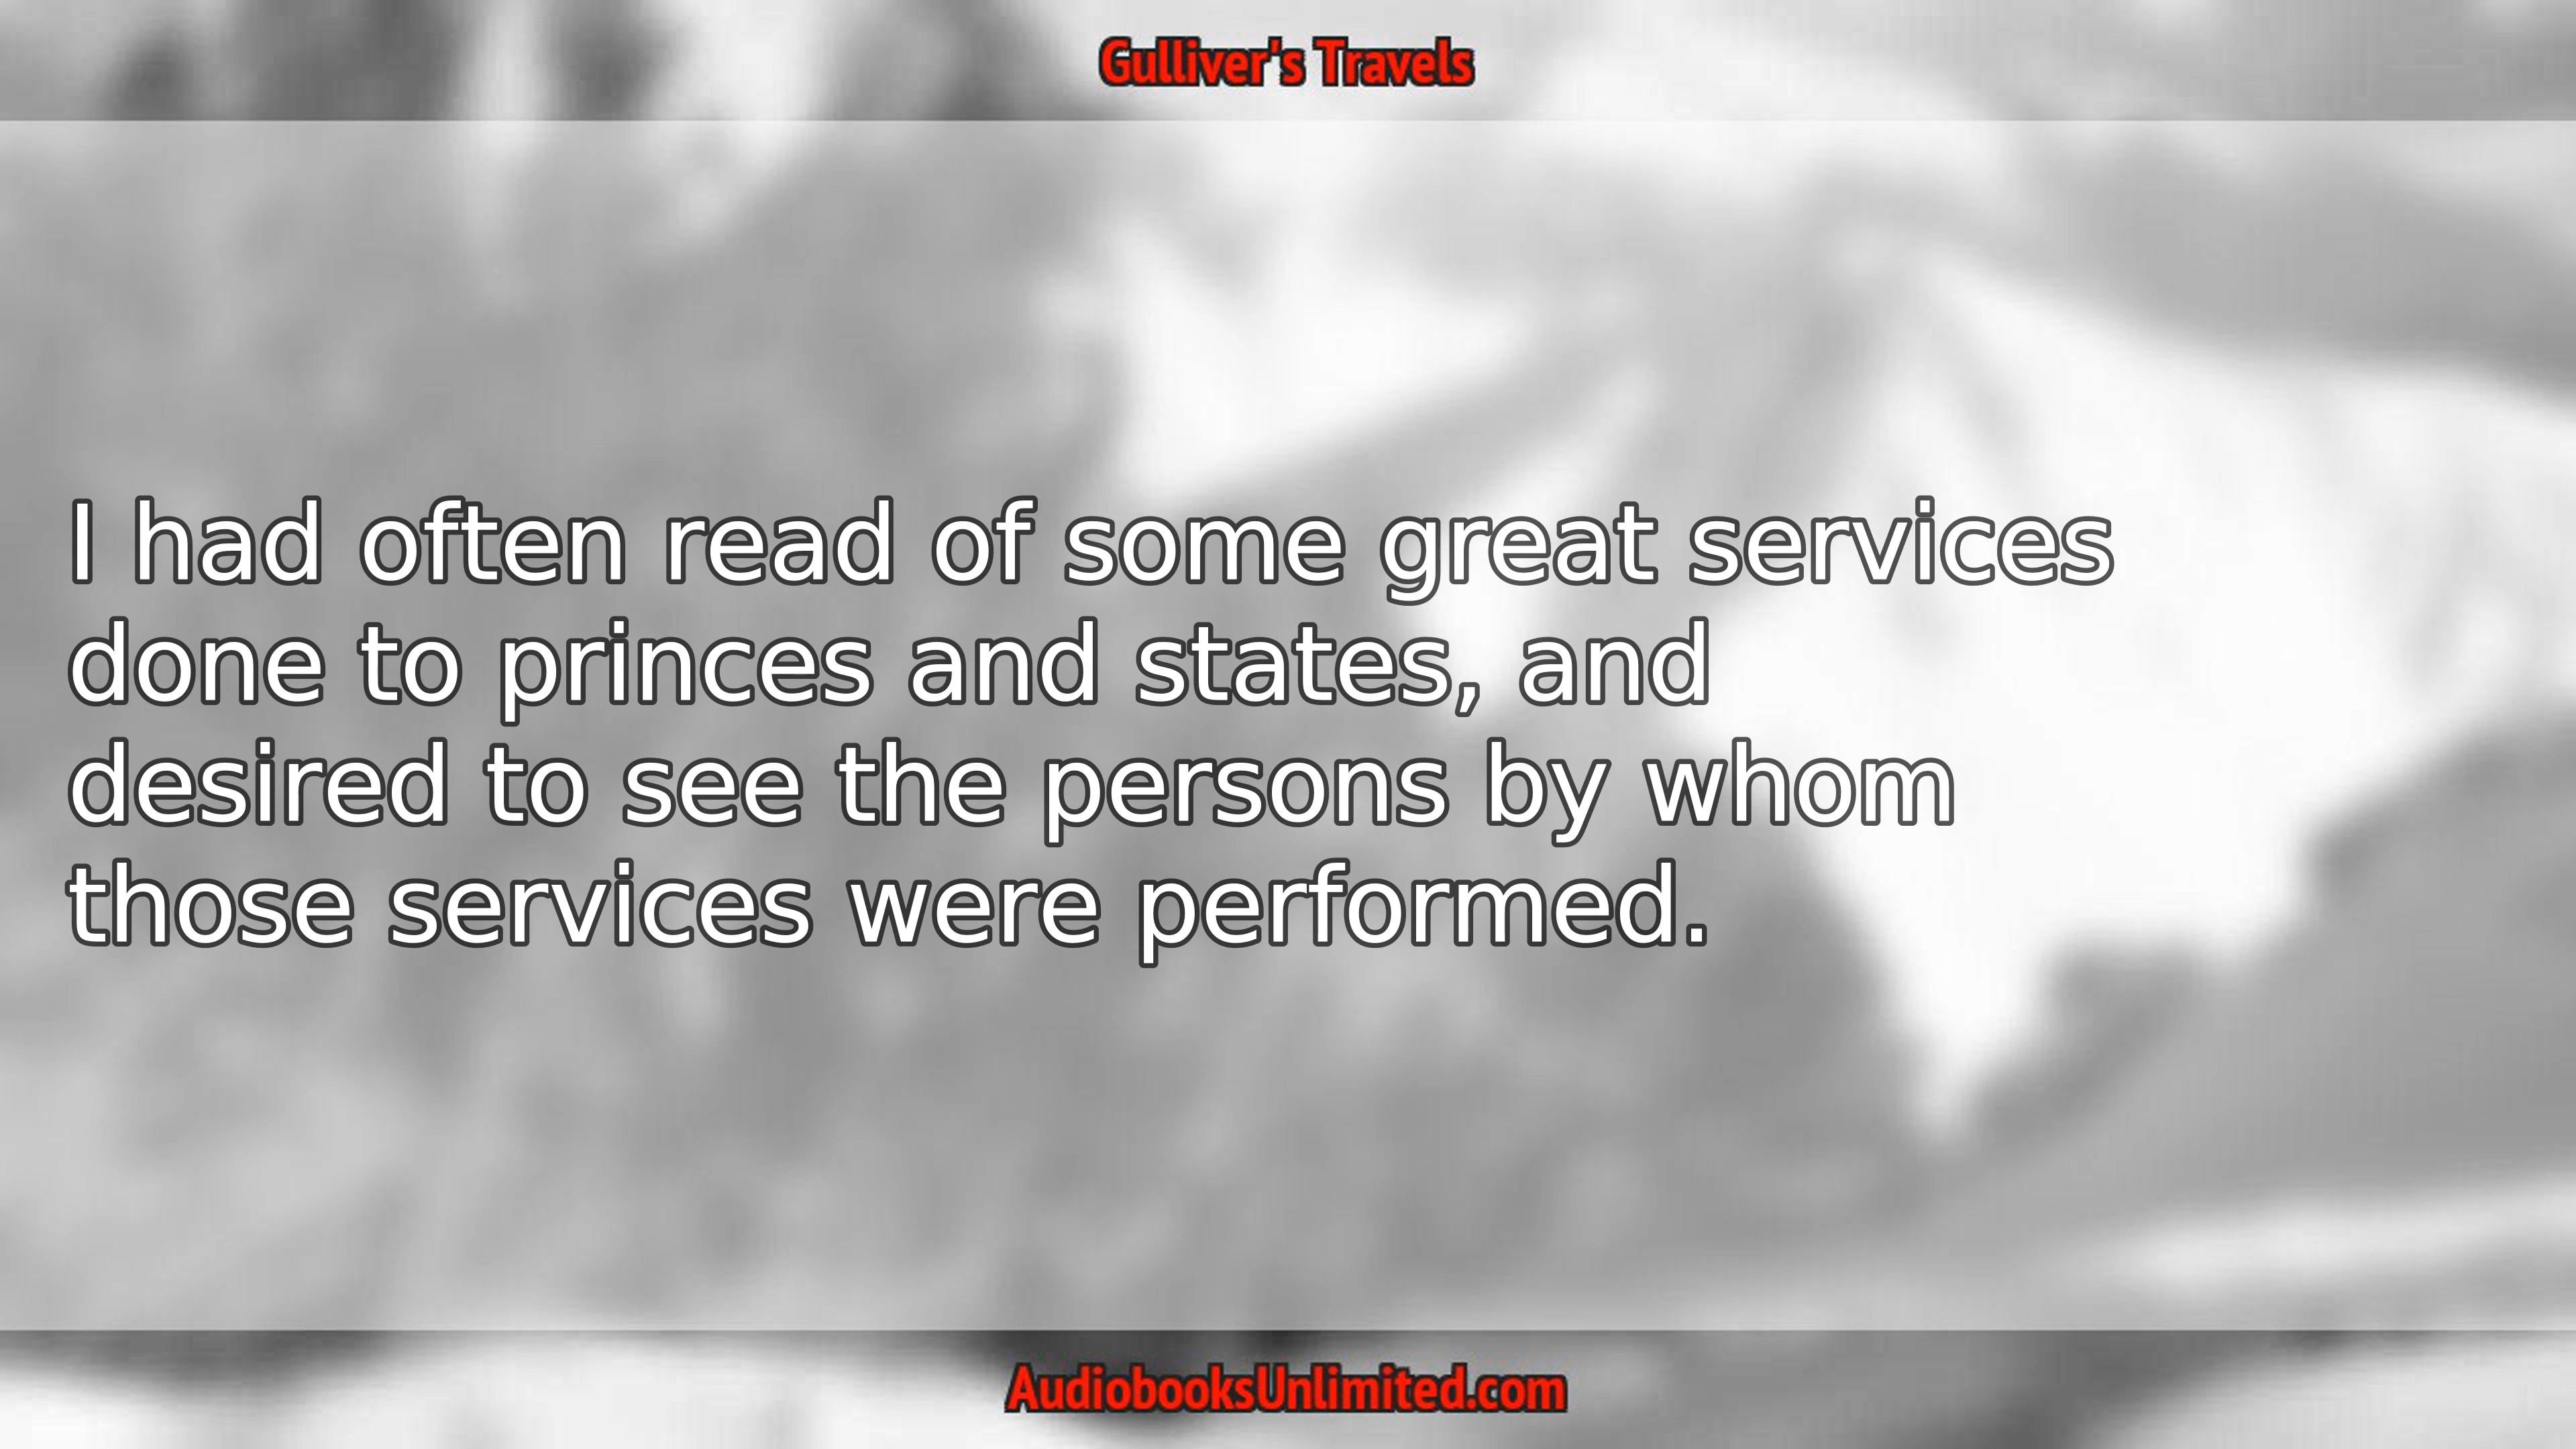 Gulliver's Travels
I had often read of some great services
done to princes and states, and
desired to see the persons by whom
those services were performed.
AudiobooksUnlimited.com